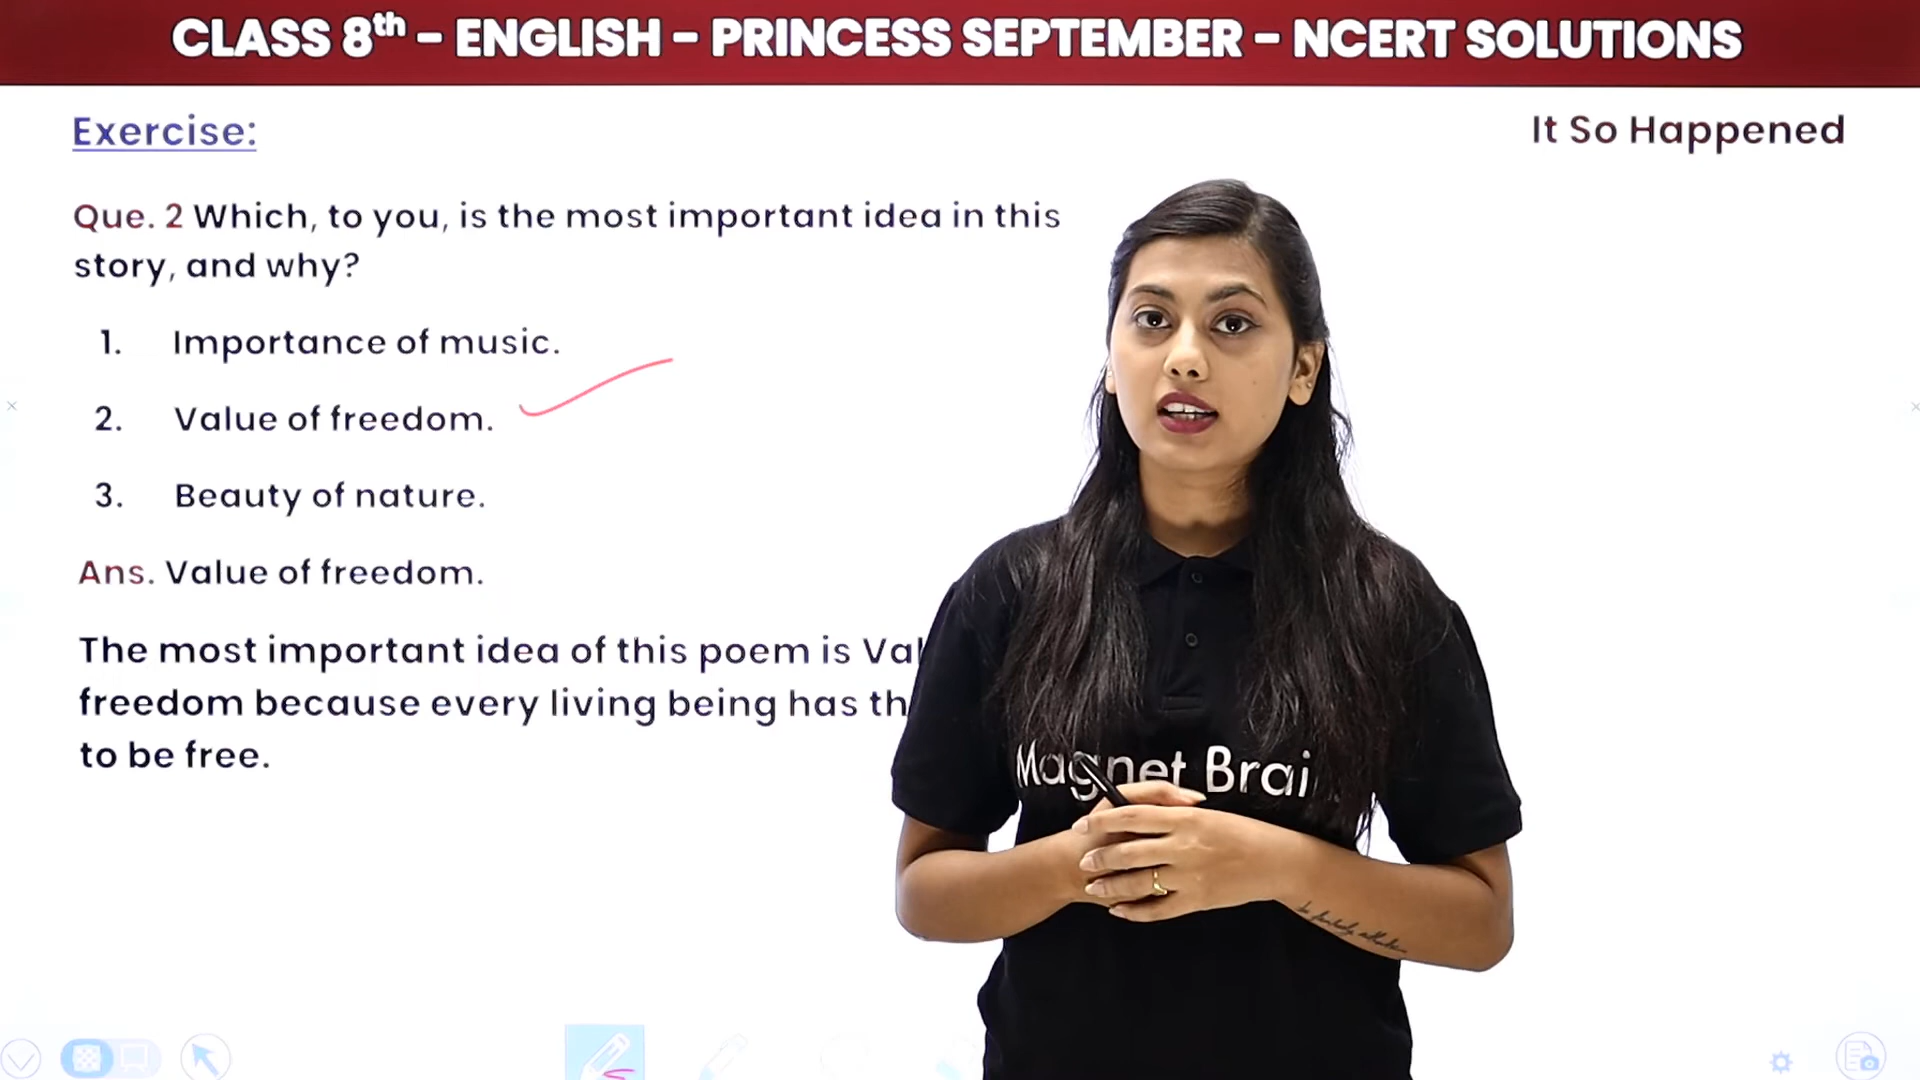 CLASS 8th - ENGLISH - PRINCESS SEPTEMBER - NCERT SOLUTIONS
Exercise:
It So Happened
Que. 2 Which, to you, is the most important idea in this
story, and why?
1. Importance of music.
2. Value of freedom.
3. Beauty of nature.
Ans. Value of freedom.
The most important idea of this poem is Val
freedom because every living being has th
to be free.
Magnet Brai